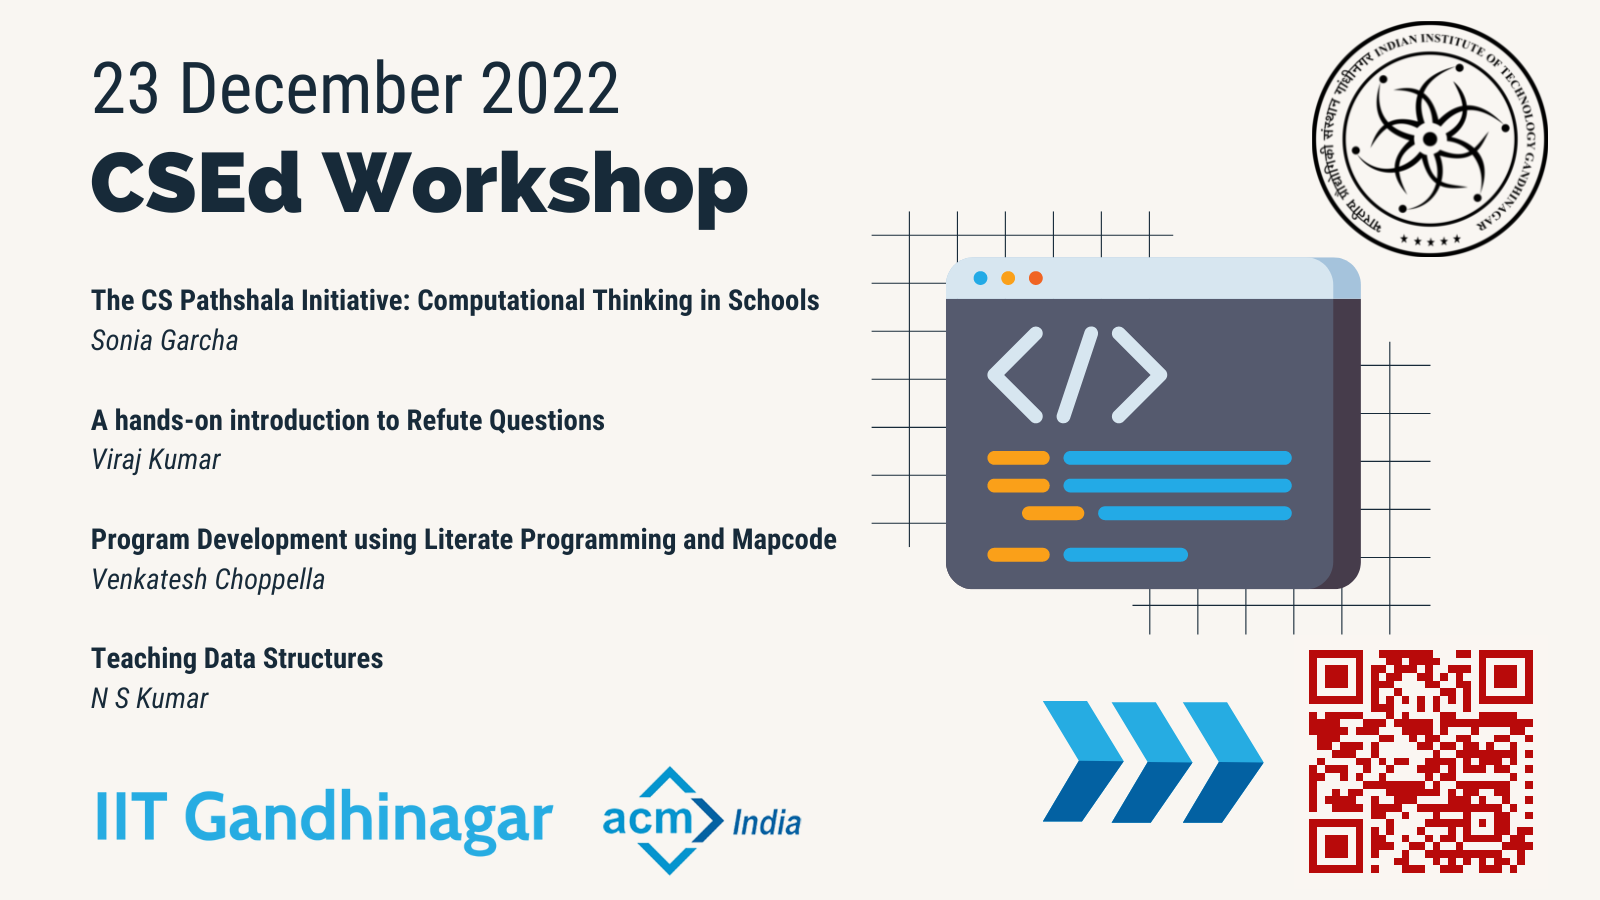 23 December 2022
CSEd Workshop
The CS Pathshala Initiative: Computational Thinking in Schools
Sonia Garcha
A hands-on introduction to Refute Questions
Viraj Kumar
Program Development using Literate Programming and Mapcode
Venkatesh Choppella
Teaching Data Structures
N S Kumar
IIT Gandhinagar
acm India
भारतीय प्रौद्योगिकी संस्थान गांधीनगर INDIAN INSTITUTE OF TECHNOLOGY GANDHINAGAR